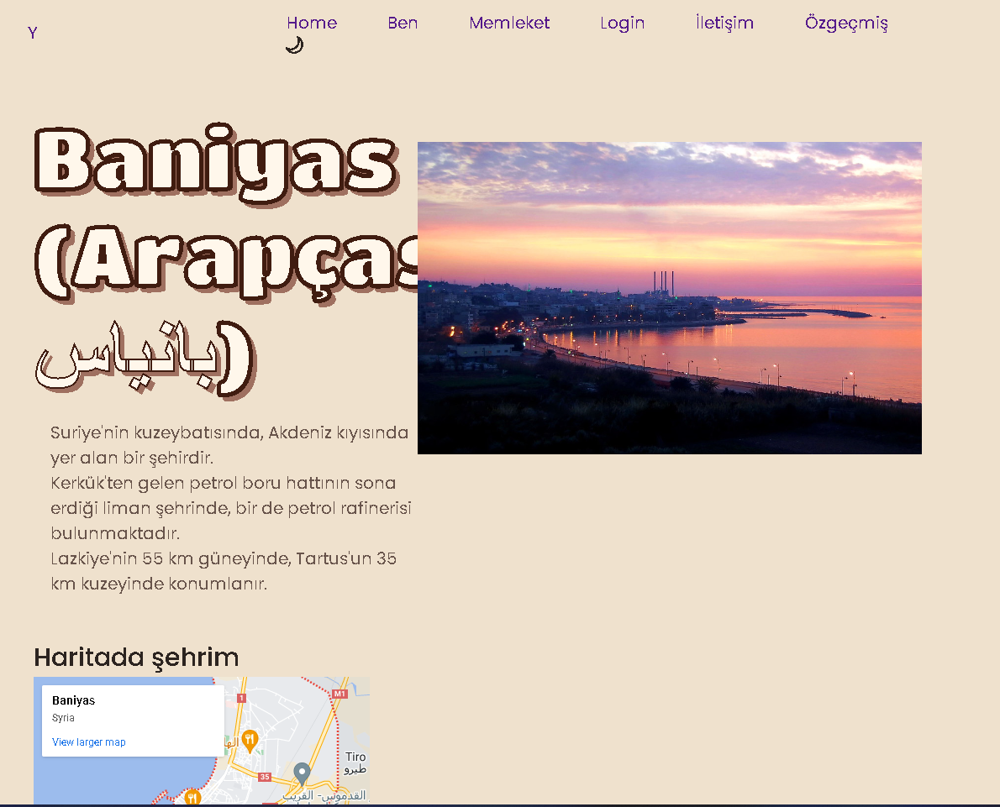 Y
Home Ben Memleket Login İletişim Özgeçmiş
Baniyas
(Arapças
بانياس)
Suriye'nin kuzeybatısında, Akdeniz kıyısında
yer alan bir şehirdir.
Kerkük'ten gelen petrol boru hattının sona
erdiği liman şehrinde, bir de petrol rafinerisi
bulunmaktadır.
Lazkiye'nin 55 km güneyinde, Tartus'un 35
km kuzeyinde konumlanır.
Haritada şehrim
Baniyas
Syria
View larger map
1
M1
Tiro
طيرو
35